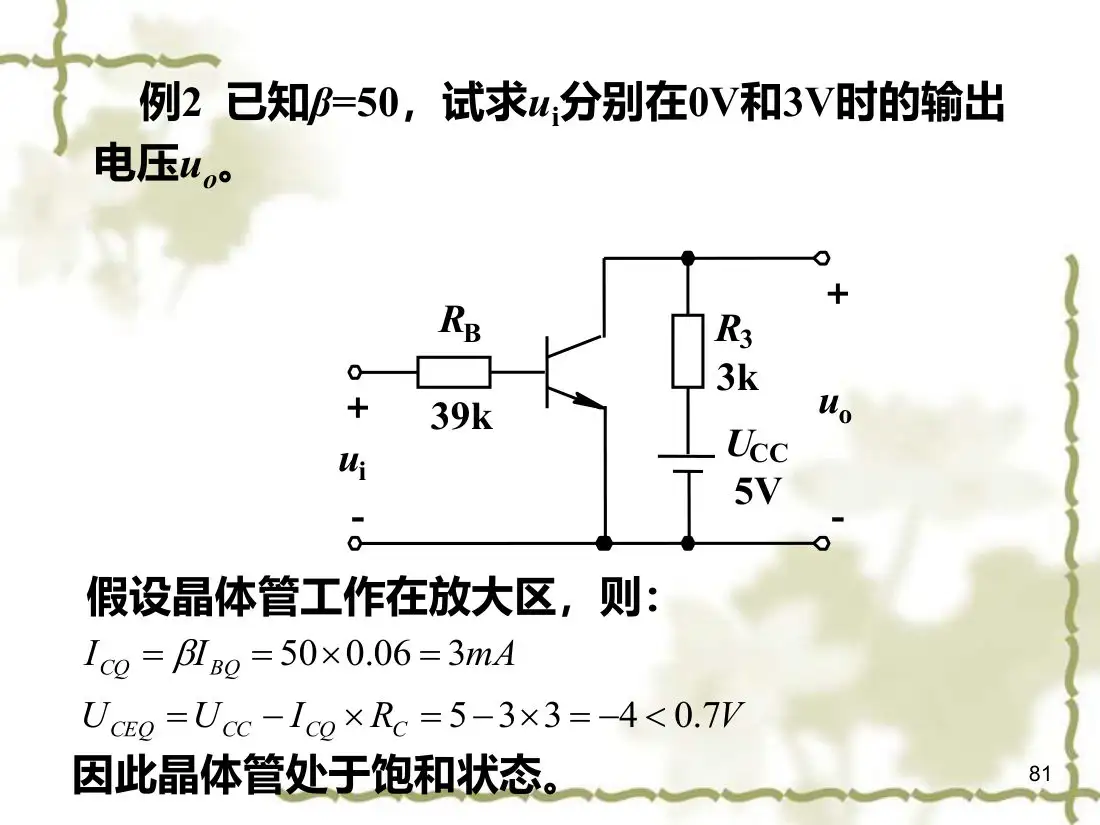 例2 已知β=50，试求ui分别在0V和3V时的输出
电压uo。
+
RB
R3
3k
+
39k
uo
UCC
ui
5V
-
-
假设晶体管工作在放大区，则：
ICQ = βIBQ = 50×0.06 = 3mA
UCEQ = UCC − ICQ × RC = 5 − 3×3 = −4 < 0.7V
因此晶体管处于饱和状态。
81